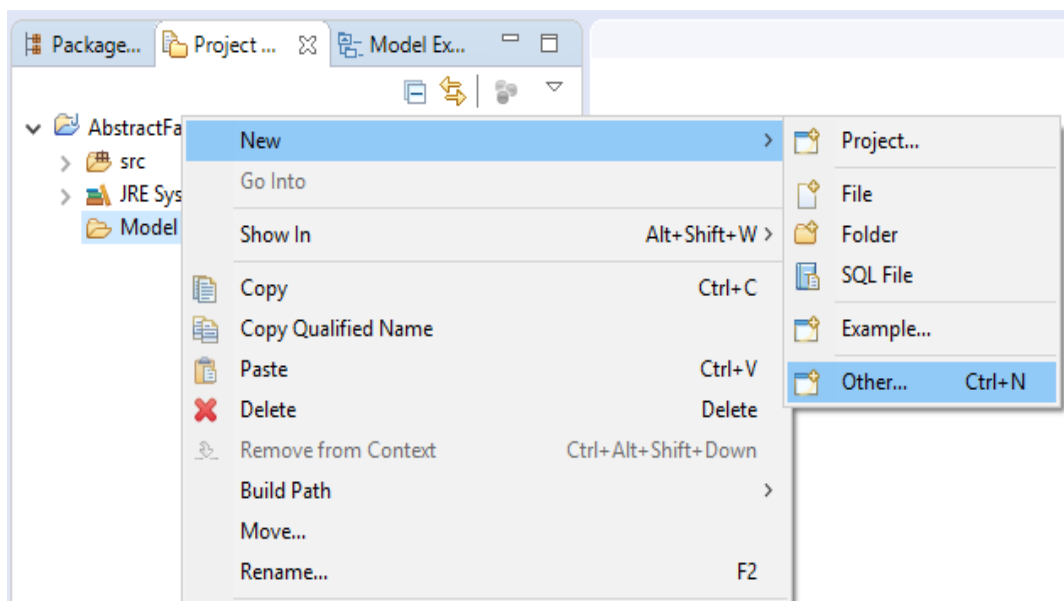 Package... Project ... Model Ex...
AbstractFa
src
JRE Sys
Model
New
Go Into
Show In Alt+Shift+W
Copy Ctrl+C
Copy Qualified Name
Paste Ctrl+V
Delete Delete
Remove from Context Ctrl+Alt+Shift+Down
Build Path
Move...
Rename... F2
Project...
File
Folder
SQL File
Example...
Other... Ctrl+N